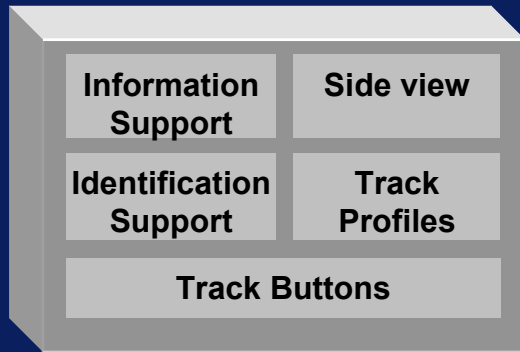 Information
Support
Side view
Identification
Support
Track
Profiles
Track Buttons